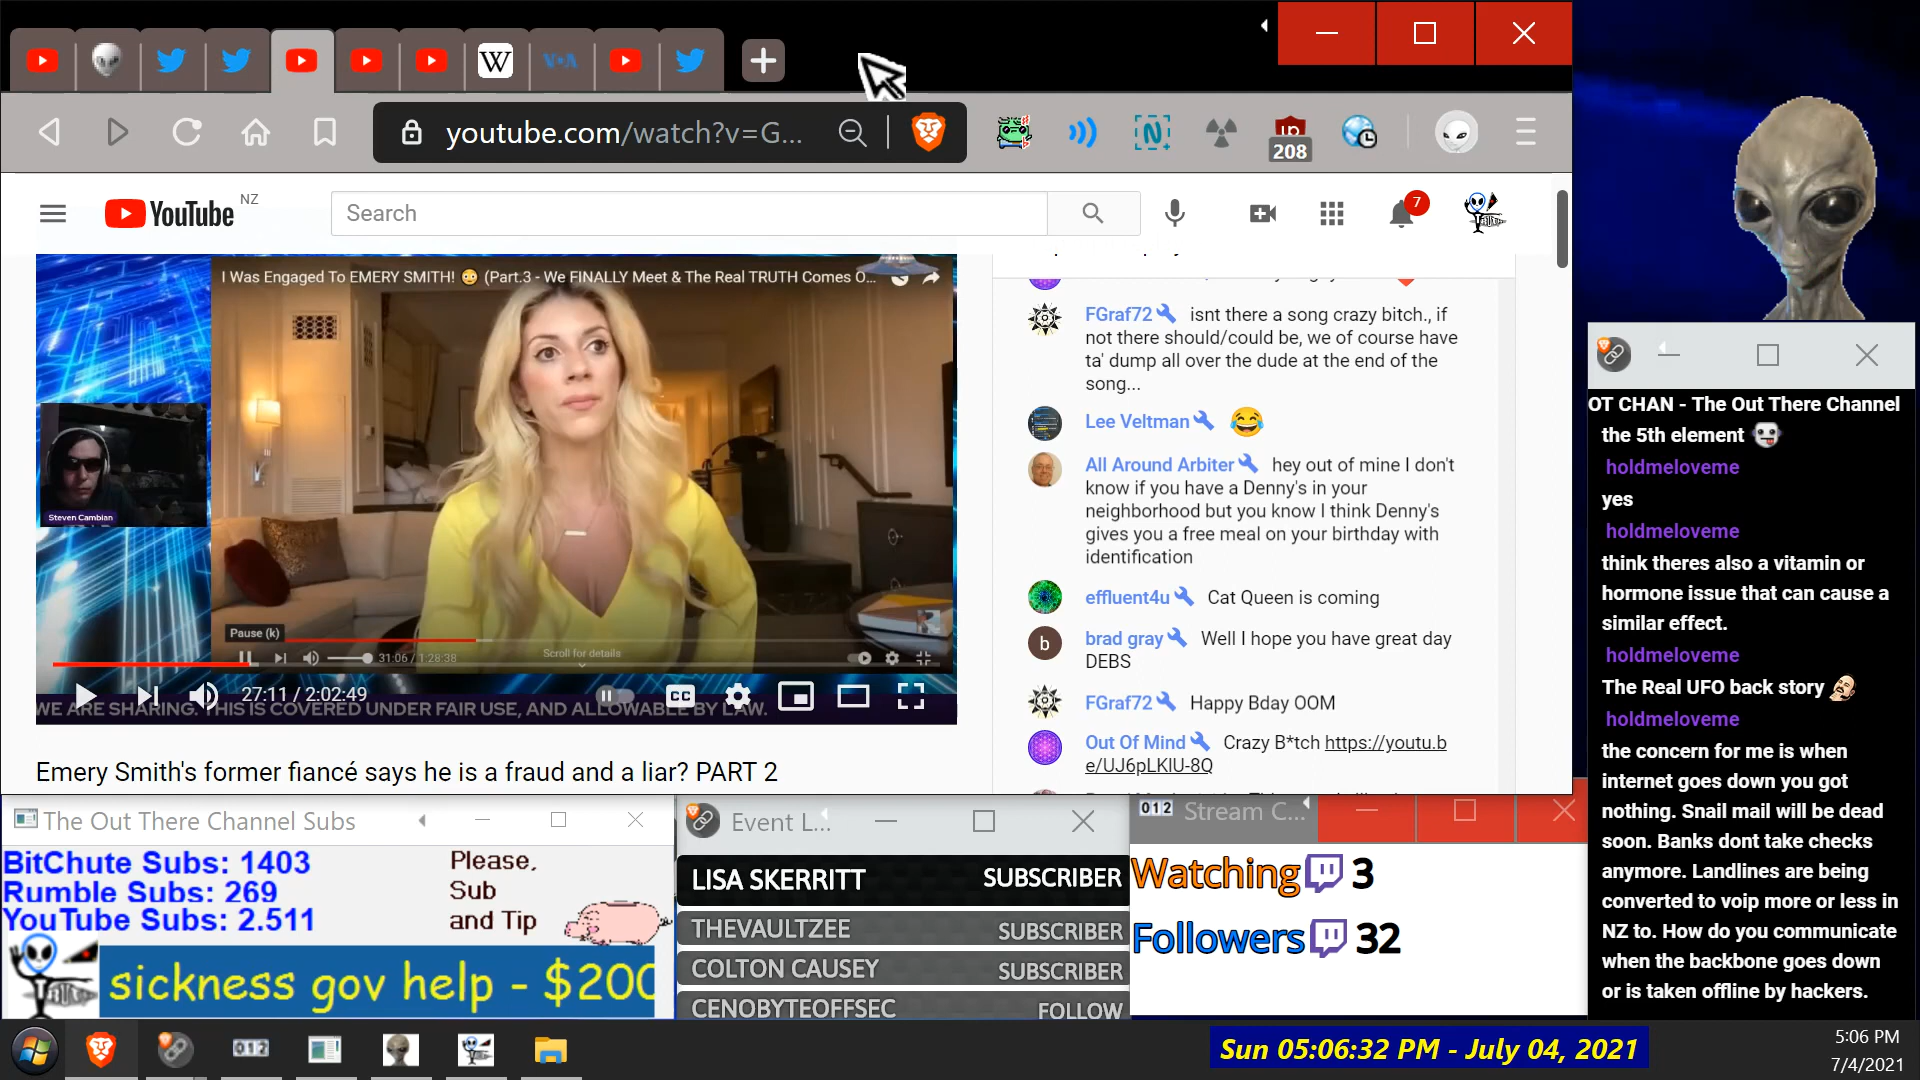 youtube.com/watch?v=G...
208
YouTube NZ
Search
7
I Was Engaged To EMERY SMITH! 😳 (Part.3 - We FINALLY Meet & The Real TRUTH Comes O...
Steven Cambian
Pause (k)
31:06 / 1:28:38
Scroll for details
27:11 / 2:02:49
CC
WE ARE SHARING. THIS IS COVERED UNDER FAIR USE, AND ALLOWABLE BY LAW.
Emery Smith's former fiancé says he is a fraud and a liar? PART 2
FGraf72 isnt there a song crazy bitch., if
not there should/could be, we of course have
ta' dump all over the dude at the end of the
song...
Lee Veltman 😂
All Around Arbiter hey out of mine I don't
know if you have a Denny's in your
neighborhood but you know I think Denny's
gives you a free meal on your birthday with
identification
effluent4u Cat Queen is coming
b
brad gray Well I hope you have great day
DEBS
FGraf72 Happy Bday OOM
Out Of Mind Crazy B*tch https://youtu.b
e/UJ6pLKlU-8Q
OT CHAN - The Out There Channel
the 5th element
holdmeloveme
yes
holdmeloveme
think theres also a vitamin or
hormone issue that can cause a
similar effect.
holdmeloveme
The Real UFO back story
holdmeloveme
the concern for me is when
internet goes down you got
nothing. Snail mail will be dead
soon. Banks dont take checks
anymore. Landlines are being
converted to voip more or less in
NZ to. How do you communicate
when the backbone goes down
or is taken offline by hackers.
The Out There Channel Subs
BitChute Subs: 1403
Rumble Subs: 269
YouTube Subs: 2.511
Please,
Sub
and Tip
sickness gov help - $200
Event L...
LISA SKERRITT SUBSCRIBER
THEVAULTZEE SUBSCRIBER
COLTON CAUSEY SUBSCRIBER
CENOBYTEOFFSEC FOLLOW
012 Stream C...
Watching 3
Followers 32
012
Sun 05:06:32 PM - July 04, 2021
5:06 PM
7/4/2021